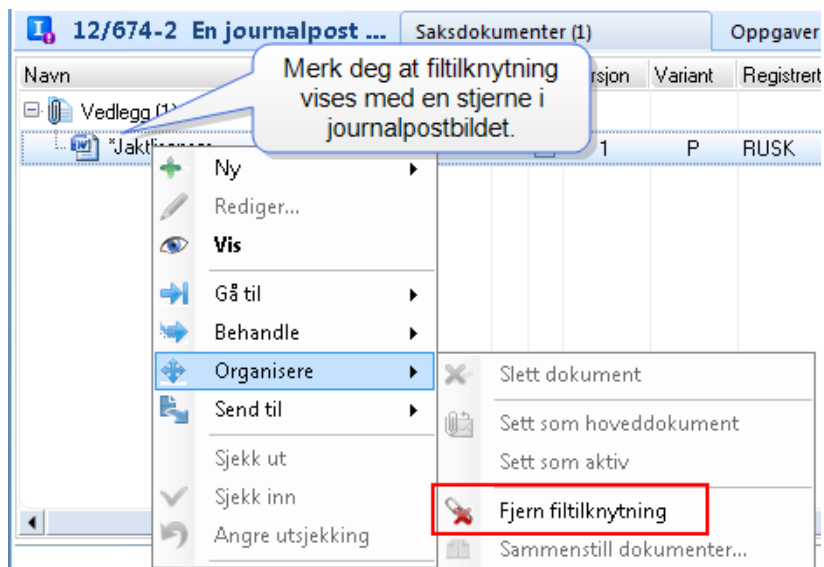 12/674-2 En journalpost ... Saksdokumenter (1) Oppgaver
Navn rsjon Variant Registrert
Merk deg at filtilknytning
vises med en stjerne i
journalpostbildet.
Vedlegg (1)
1 P RUSK
Ny
Rediger...
Vis
Gå til
Behandle
Organisere
Send til
Sjekk ut
Sjekk inn
Angre utsjekking
Slett dokument
Sett som hoveddokument
Sett som aktiv
Fjern filtilknytning
Sammenstill dokumenter...